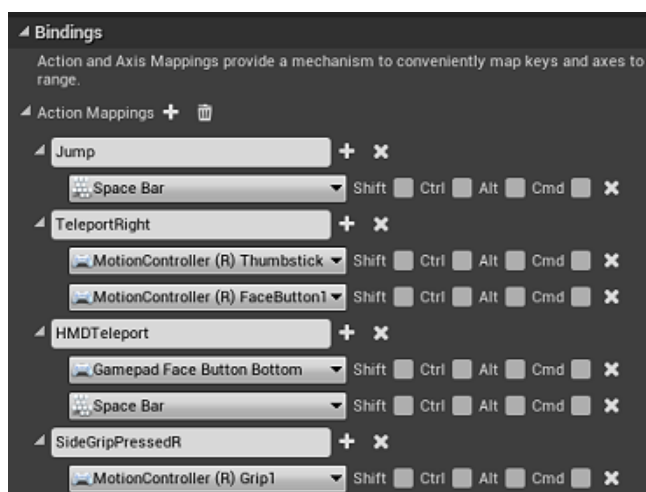 Bindings
Action and Axis Mappings provide a mechanism to conveniently map keys and axes to
range.
Action Mappings
Jump
Space Bar Shift Ctrl Alt Cmd
TeleportRight
MotionController (R) Thumbstick Shift Ctrl Alt Cmd
MotionController (R) FaceButton1 Shift Ctrl Alt Cmd
HMDTeleport
Gamepad Face Button Bottom Shift Ctrl Alt Cmd
Space Bar Shift Ctrl Alt Cmd
SideGripPressedR
MotionController (R) Grip1 Shift Ctrl Alt Cmd